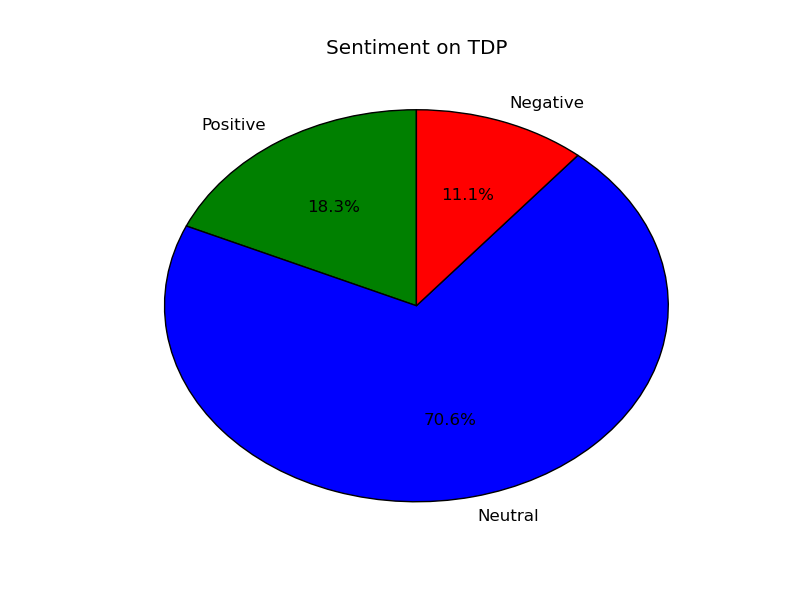 Sentiment on TDP
Negative
Positive
11.1%
18.3%
70.6%
Neutral